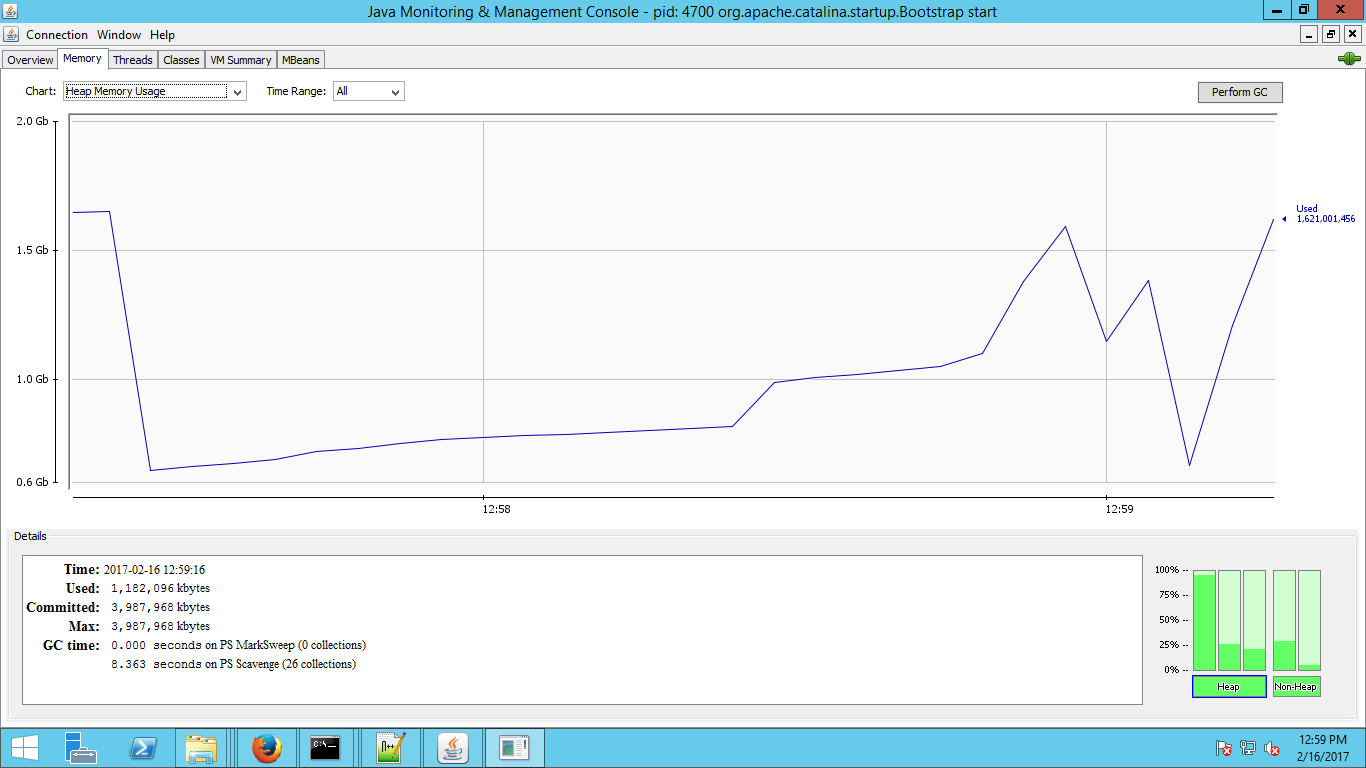 Java Monitoring & Management Console - pid: 4700 org.apache.catalina.startup.Bootstrap start
Connection Window Help
Overview Memory Threads Classes VM Summary MBeans
Chart: Heap Memory Usage Time Range: All Perform GC
2.0 Gb
1.5 Gb
1.0 Gb
0.6 Gb
Used
1,621,001,456
12:58 12:59
Details
Time: 2017-02-16 12:59:16
Used: 1,182,096 kbytes
Committed: 3,987,968 kbytes
Max: 3,987,968 kbytes
GC time: 0.000 seconds on PS MarkSweep (0 collections)
8.363 seconds on PS Scavenge (26 collections)
100% --
75% --
50% --
25% --
0% --
Heap Non-Heap
C:\-
12:59 PM
2/16/2017